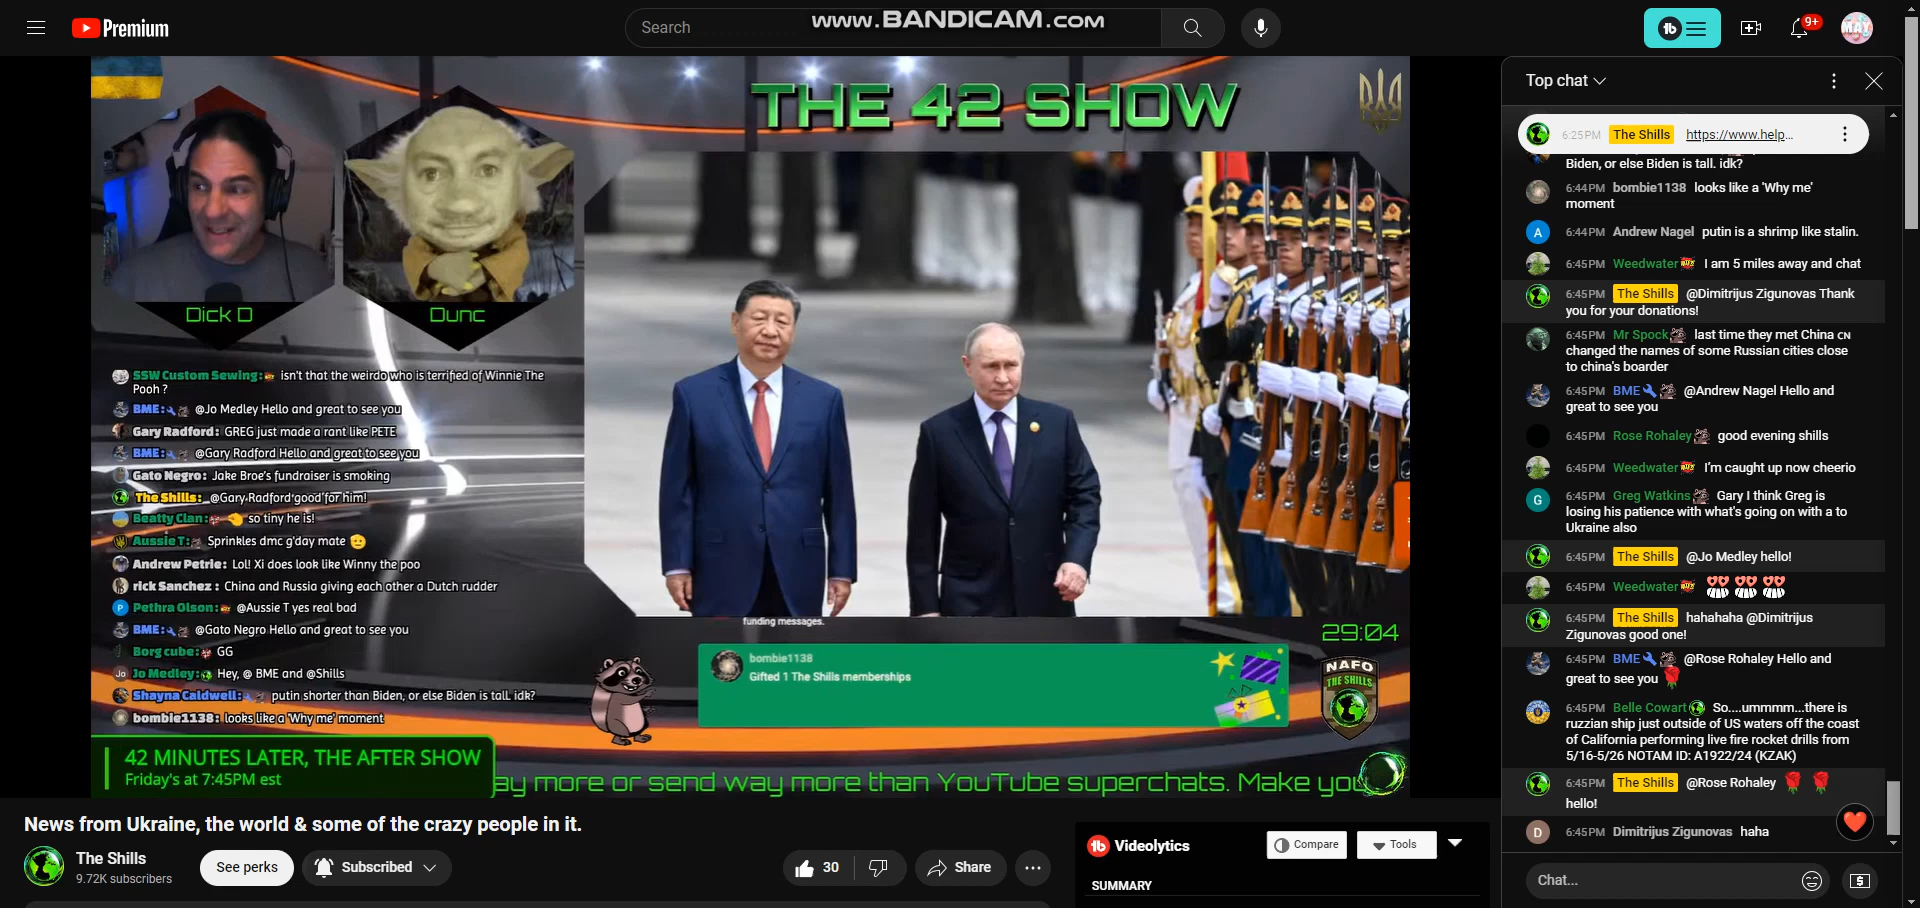 Premium
Search
www.BANDICAM.com
9+
MAY
THE 42 SHOW
Dick D
Dunc
SSW Custom Sewing: isn't that the weirdo who is terrified of Winnie The
Pooh ?
BME: @Jo Medley Hello and great to see you
Gary Radford: GREG just made a rant like PETE
BME: @Gary Radford Hello and great to see you
Gato Negro: Jake Broe's fundraiser is smoking
The Shills: @Gary Radford good for him!
Beatty Clan: so tiny he is!
Aussie T: Sprinkles dmc g'day mate
Andrew Petrie: Lol! Xi does look like Winny the poo
rick Sanchez: China and Russia giving each other a Dutch rudder
Pethra Olson: @Aussie T yes real bad
BME: @Gato Negro Hello and great to see you
Borg cube: GG
Jo Medley: Hey, @ BME and @Shills
Shayna Caldwell: putin shorter than Biden, or else Biden is tall. idk?
bombie1138: looks like a 'Why me' moment
funding messages.
bombie1138
Gifted 1 The Shills memberships
29:04
NAFO
THE SHILLS
42 MINUTES LATER, THE AFTER SHOW
Friday's at 7:45PM est
ay more or send way more than YouTube superchats. Make you
News from Ukraine, the world & some of the crazy people in it.
The Shills
9.72K subscribers
See perks
Subscribed
30
Share
Videolytics
Compare
Tools
SUMMARY
Top chat
6:25PM The Shills https://www.help...
Biden, or else Biden is tall. idk?
6:44PM bombie1138 looks like a 'Why me'
moment
A
6:44PM Andrew Nagel putin is a shrimp like stalin.
6:45PM Weedwater I am 5 miles away and chat
6:45PM The Shills @Dimitrijus Zigunovas Thank
you for your donations!
6:45PM Mr Spock last time they met China CN
changed the names of some Russian cities close
to china's boarder
6:45PM BME @Andrew Nagel Hello and
great to see you
6:45PM Rose Rohaley good evening shills
6:45PM Weedwater I'm caught up now cheerio
G
6:45PM Greg Watkins Gary I think Greg is
losing his patience with what's going on with a to
Ukraine also
6:45PM The Shills @Jo Medley hello!
6:45PM Weedwater
6:45PM The Shills hahahaha @Dimitrijus
Zigunovas good one!
6:45PM BME @Rose Rohaley Hello and
great to see you
6:45PM Belle Cowart So....ummmm...there is
ruzzian ship just outside of US waters off the coast
of California performing live fire rocket drills from
5/16-5/26 NOTAM ID: A1922/24 (KZAK)
6:45PM The Shills @Rose Rohaley
hello!
D
6:45PM Dimitrijus Zigunovas haha
Chat...